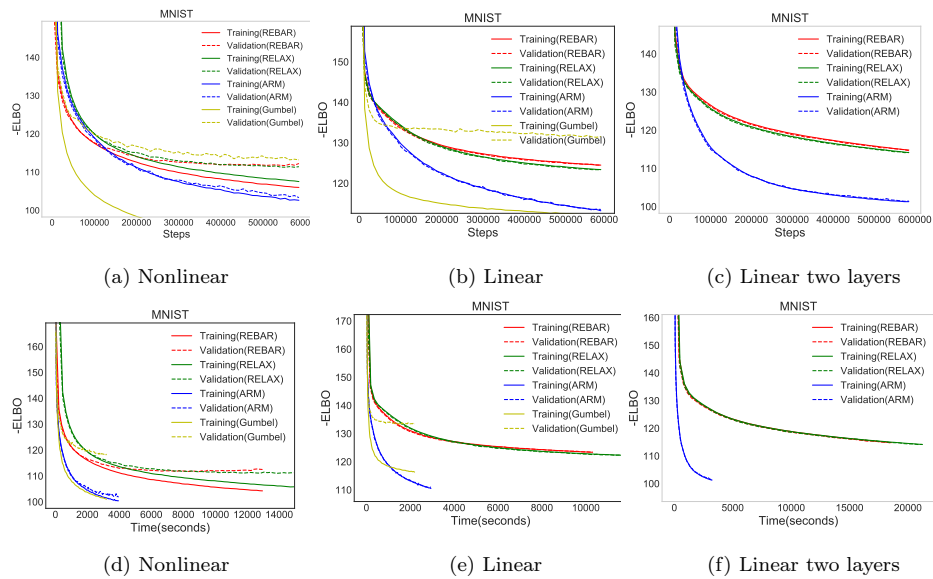 MNIST
-ELBO
140
130
120
110
100
Training(REBAR)
Validation(REBAR)
Training(RELAX)
Validation(RELAX)
Training(ARM)
Validation(ARM)
Training(Gumbel)
Validation(Gumbel)
0 100000 200000 300000 400000 500000 60000
Steps
(a) Nonlinear
MNIST
-ELBO
150
140
130
120
Training(REBAR)
Validation(REBAR)
Training(RELAX)
Validation(RELAX)
Training(ARM)
Validation(ARM)
Training(Gumbel)
Validation(Gumbel)
0 100000 200000 300000 400000 500000 60000
Steps
(b) Linear
MNIST
-ELBO
140
130
120
110
100
Training(REBAR)
Validation(REBAR)
Training(RELAX)
Validation(RELAX)
Training(ARM)
Validation(ARM)
0 100000 200000 300000 400000 500000 60000
Steps
(c) Linear two layers
MNIST
-ELBO
160
150
140
130
120
110
100
Training(REBAR)
Validation(REBAR)
Training(RELAX)
Validation(RELAX)
Training(ARM)
Validation(ARM)
Training(Gumbel)
Validation(Gumbel)
0 2000 4000 6000 8000 10000 12000 14000
Time(seconds)
(d) Nonlinear
MNIST
-ELBO
170
160
150
140
130
120
110
Training(REBAR)
Validation(REBAR)
Training(RELAX)
Validation(RELAX)
Training(ARM)
Validation(ARM)
Training(Gumbel)
Validation(Gumbel)
0 2000 4000 6000 8000 10000
Time(seconds)
(e) Linear
MNIST
-ELBO
160
150
140
130
120
110
100
Training(REBAR)
Validation(REBAR)
Training(RELAX)
Validation(RELAX)
Training(ARM)
Validation(ARM)
0 5000 10000 15000 20000
Time(seconds)
(f) Linear two layers